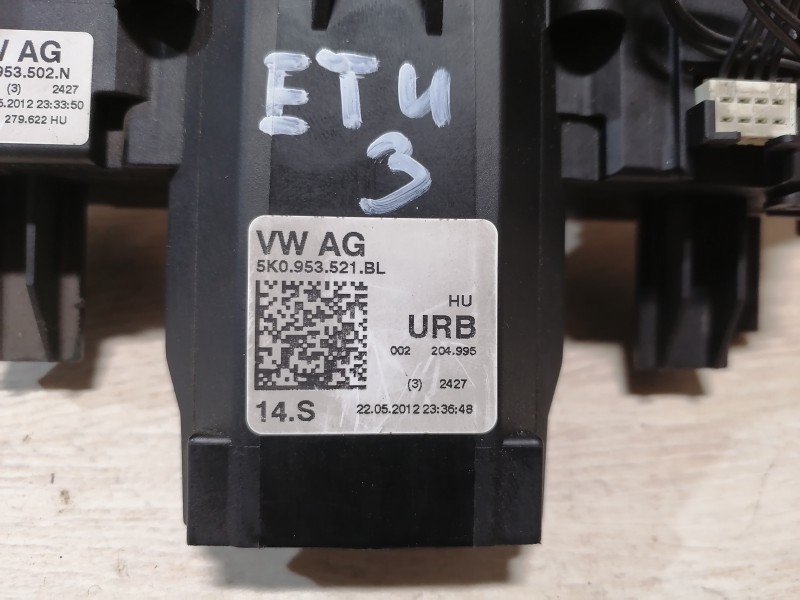 W AG
953.502.N
(3) 2427
5.2012 23:33:50
279.622 HU
ETU
3
VW AG
5K0.953.521.BL
HU
URB
002 204.995
(3) 2427
14.S 22.05.2012 23:36:48